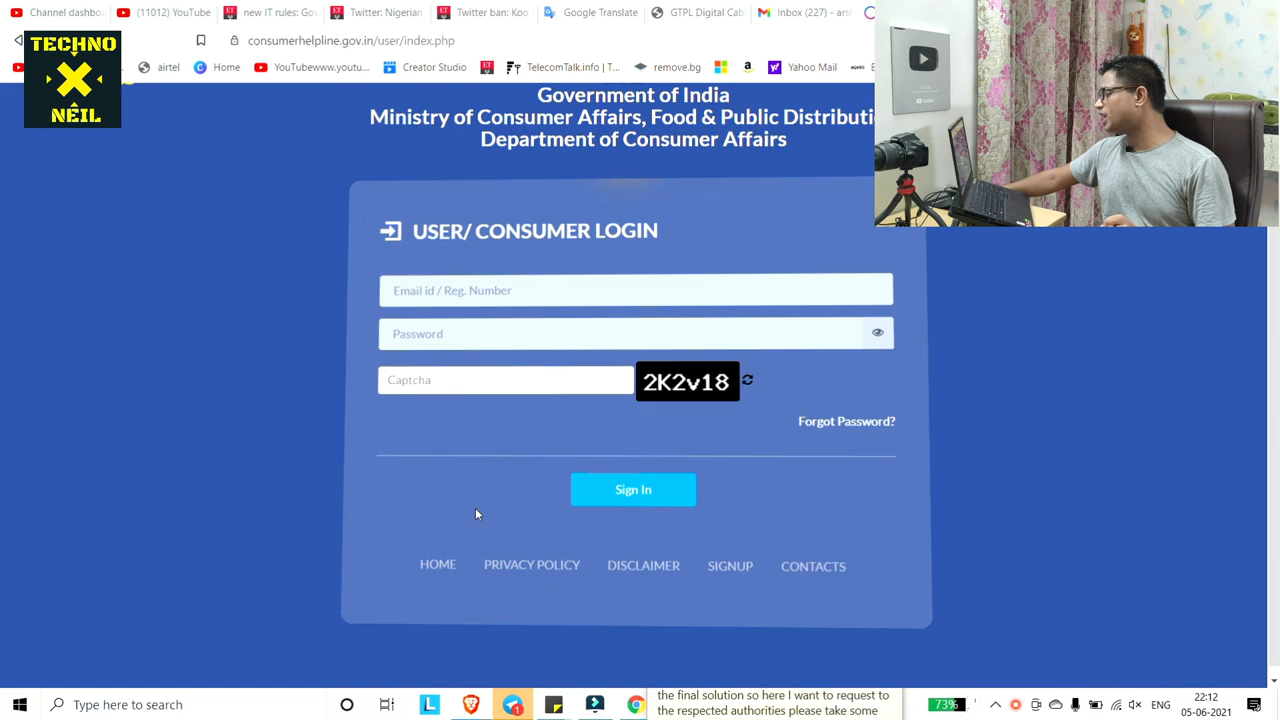 Channel dashbo
(11012) YouTube
new IT rules: Gov
Twitter: Nigerian
Twitter ban: Koo
Google Translate
GTPL Digital Cab
Inbox (227) - ars
TECHNO
NEIL
consumerhelpline.gov.in/user/index.php
airtel
Home
YouTubewww.youtu...
Creator Studio
TelecomTalk.info | T...
remove.bg
Yahoo Mail
Government of India
Ministry of Consumer Affairs, Food & Public Distributi
Department of Consumer Affairs
USER/ CONSUMER LOGIN
Email id / Reg. Number
Password
Captcha
2K2v18
Forgot Password?
Sign In
HOME PRIVACY POLICY DISCLAIMER SIGNUP CONTACTS
the final solution so here I want to request to
the respected authorities please take some
Type here to search
73%
ENG
22:12
05-06-2021